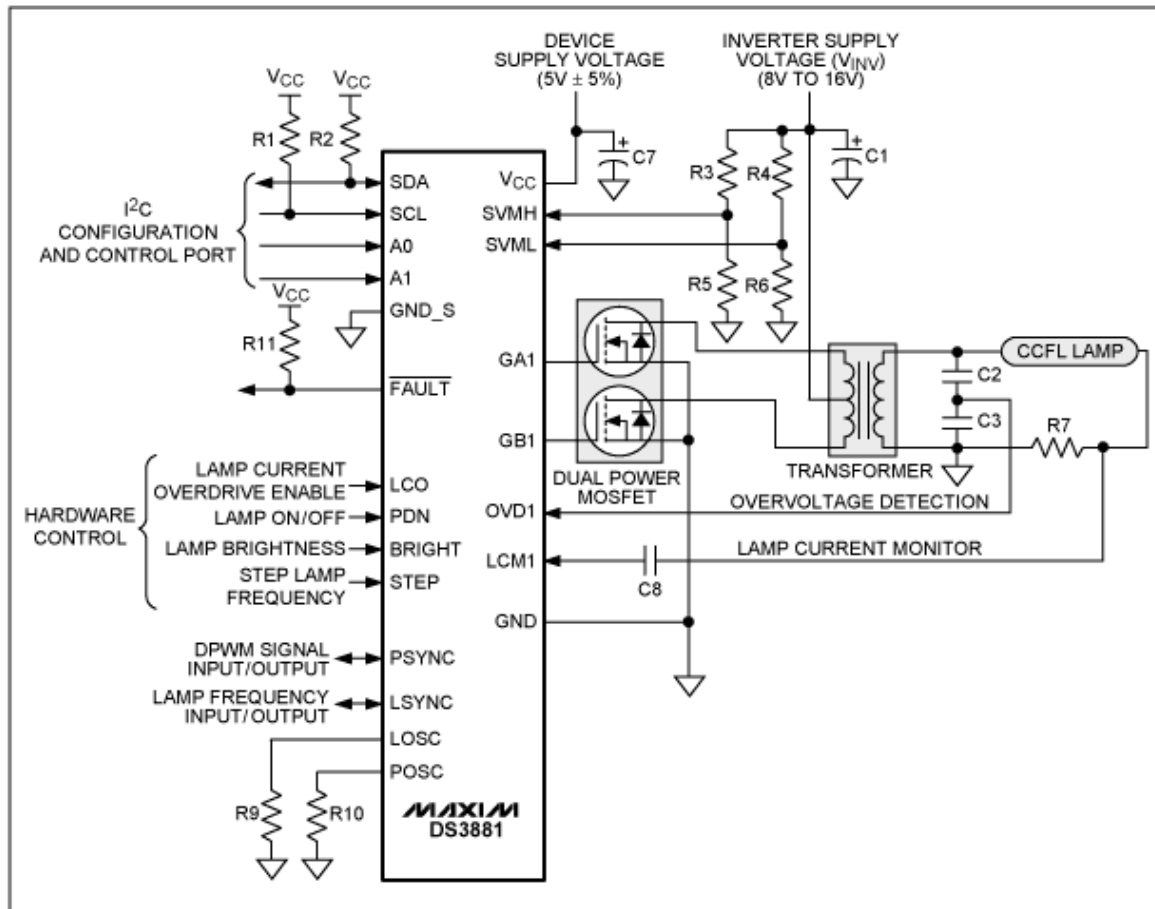 DEVICE
SUPPLY VOLTAGE
(5V ± 5%)
INVERTER SUPPLY
VOLTAGE (VINV)
(8V TO 16V)
VCC
VCC
R1
R2
C7
R3
R4
C1
I2C
CONFIGURATION
AND CONTROL PORT
SDA
SCL
A0
A1
GND_S
VCC
R11
FAULT
VCC
SVMH
SVML
R5
R6
GA1
GB1
DUAL POWER
MOSFET
TRANSFORMER
CCFL LAMP
C2
C3
R7
OVD1
OVERVOLTAGE DETECTION
LCM1
LAMP CURRENT MONITOR
C8
GND
HARDWARE
CONTROL
LAMP CURRENT
OVERDRIVE ENABLE
LCO
LAMP ON/OFF
PDN
LAMP BRIGHTNESS
BRIGHT
STEP LAMP
FREQUENCY
STEP
DPWM SIGNAL
INPUT/OUTPUT
PSYNC
LAMP FREQUENCY
INPUT/OUTPUT
LSYNC
LOSC
POSC
R9
R10
MAXIM
DS3881